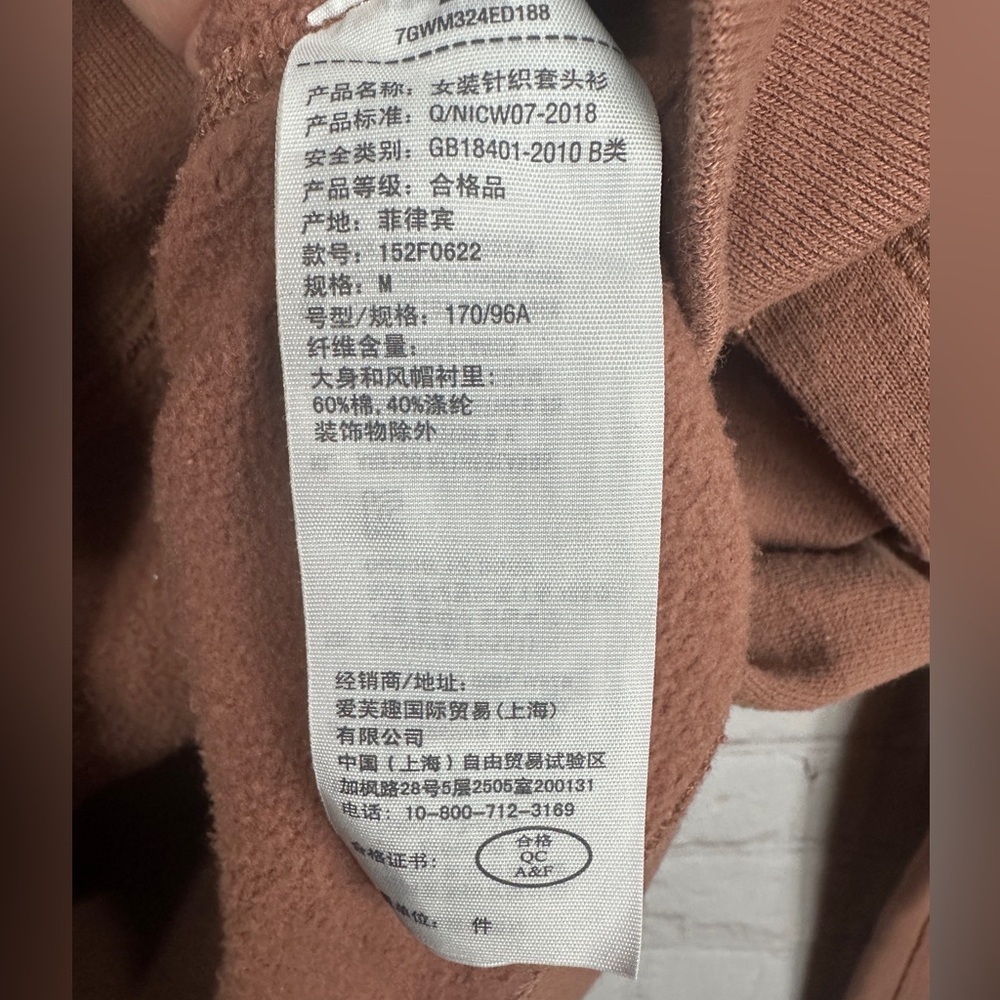 7GWM324ED188
产品名称：女装针织套头衫
产品标准：Q/NICW07-2018
安全类别：GB18401-2010 B类
产品等级：合格品
产地：菲律宾
款号：152F0622
规格：M
号型/规格：170/96A
纤维含量：
大身和风帽衬里：
60%棉,40%涤纶
装饰物除外
经销商/地址：
爱芙趣国际贸易(上海)
有限公司
中国(上海)自由贸易试验区
加枫路28号5层2505室200131
电话：10-800-712-3169
合格证书：
合格
QC
A&F
单位：件